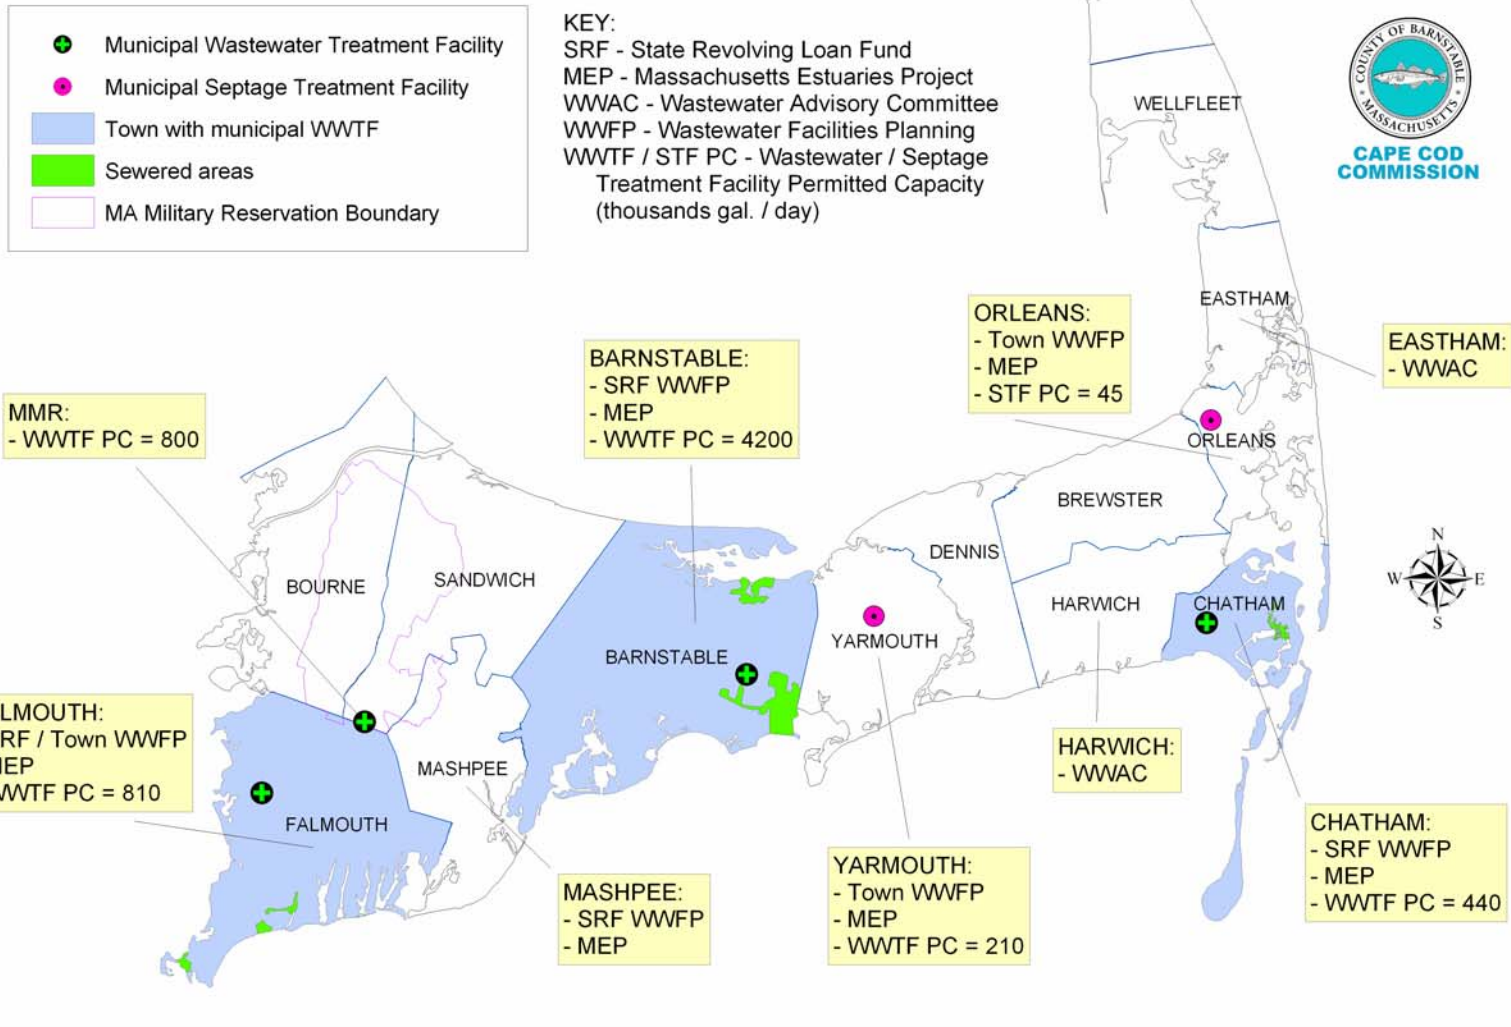 Municipal Wastewater Treatment Facility
Municipal Septage Treatment Facility
Town with municipal WWTF
Sewered areas
MA Military Reservation Boundary
KEY:
SRF - State Revolving Loan Fund
MEP - Massachusetts Estuaries Project
WWAC - Wastewater Advisory Committee
WWFP - Wastewater Facilities Planning
WWTF / STF PC - Wastewater / Septage
Treatment Facility Permitted Capacity
(thousands gal. / day)
COUNTY OF BARNSTABLE
MASSACHUSETTS
CAPE COD
COMMISSION
WELLFLEET
EASTHAM
ORLEANS:
- Town WWFP
- MEP
- STF PC = 45
EASTHAM:
- WWAC
BARNSTABLE:
- SRF WWFP
- MEP
- WWTF PC = 4200
MMR:
- WWTF PC = 800
ORLEANS
BREWSTER
DENNIS
BOURNE
SANDWICH
HARWICH
CHATHAM
YARMOUTH
BARNSTABLE
N
W
E
S
LMOUTH:
RF / Town WWFP
EP
WTF PC = 810
MASHPEE
FALMOUTH
HARWICH:
- WWAC
CHATHAM:
- SRF WWFP
- MEP
- WWTF PC = 440
YARMOUTH:
- Town WWFP
- MEP
- WWTF PC = 210
MASHPEE:
- SRF WWFP
- MEP